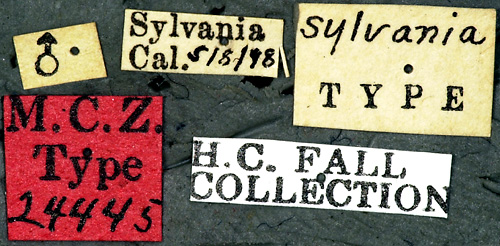 ♂
Sylvania
Cal. 5/5/98
sylvania
TYPE
M.C.Z.
Type
24445
H.C. FALL
COLLECTION